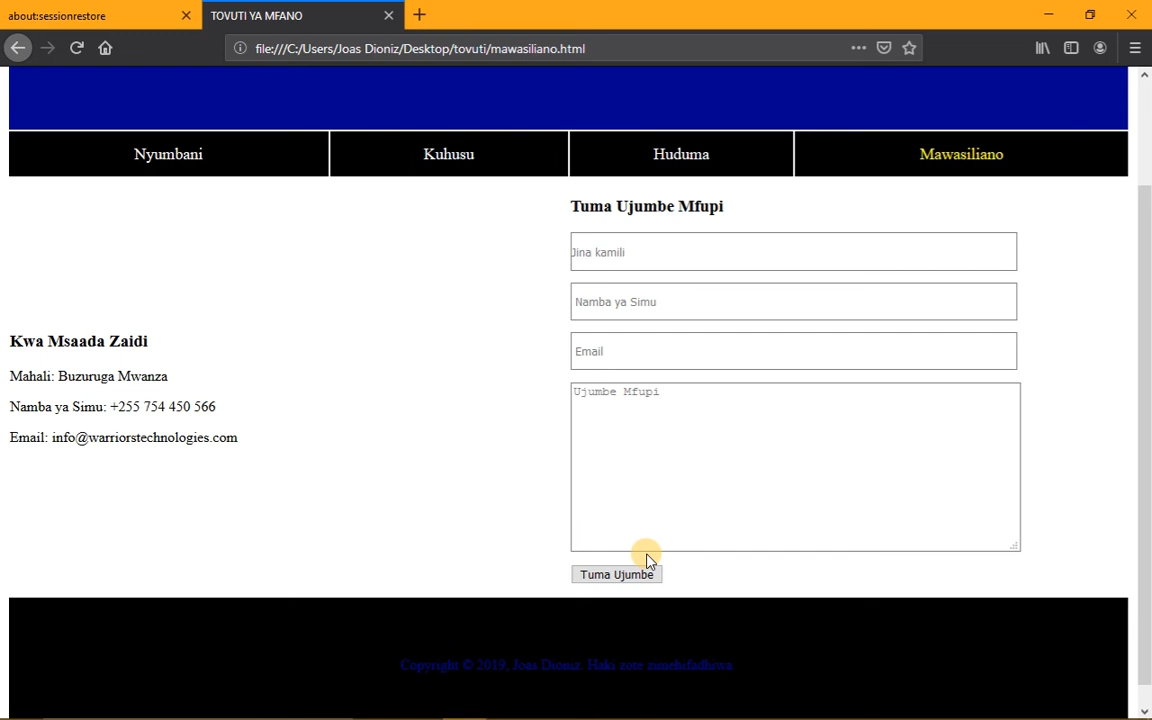 about:sessionrestore
TOVUTI YA MFANO
file:///C:/Users/Joas Dioniz/Desktop/tovuti/mawasiliano.html
Nyumbani
Kuhusu
Huduma
Mawasiliano
Kwa Msaada Zaidi
Mahali: Buzuruga Mwanza
Namba ya Simu: +255 754 450 566
Email: info@warriorstechnologies.com
Tuma Ujumbe Mfupi
Jina kamili
Namba ya Simu
Email
Ujumbe Mfupi
Tuma Ujumbe
Copyright © 2019, Joas Dioniz. Haki zote zimehifadhiwa